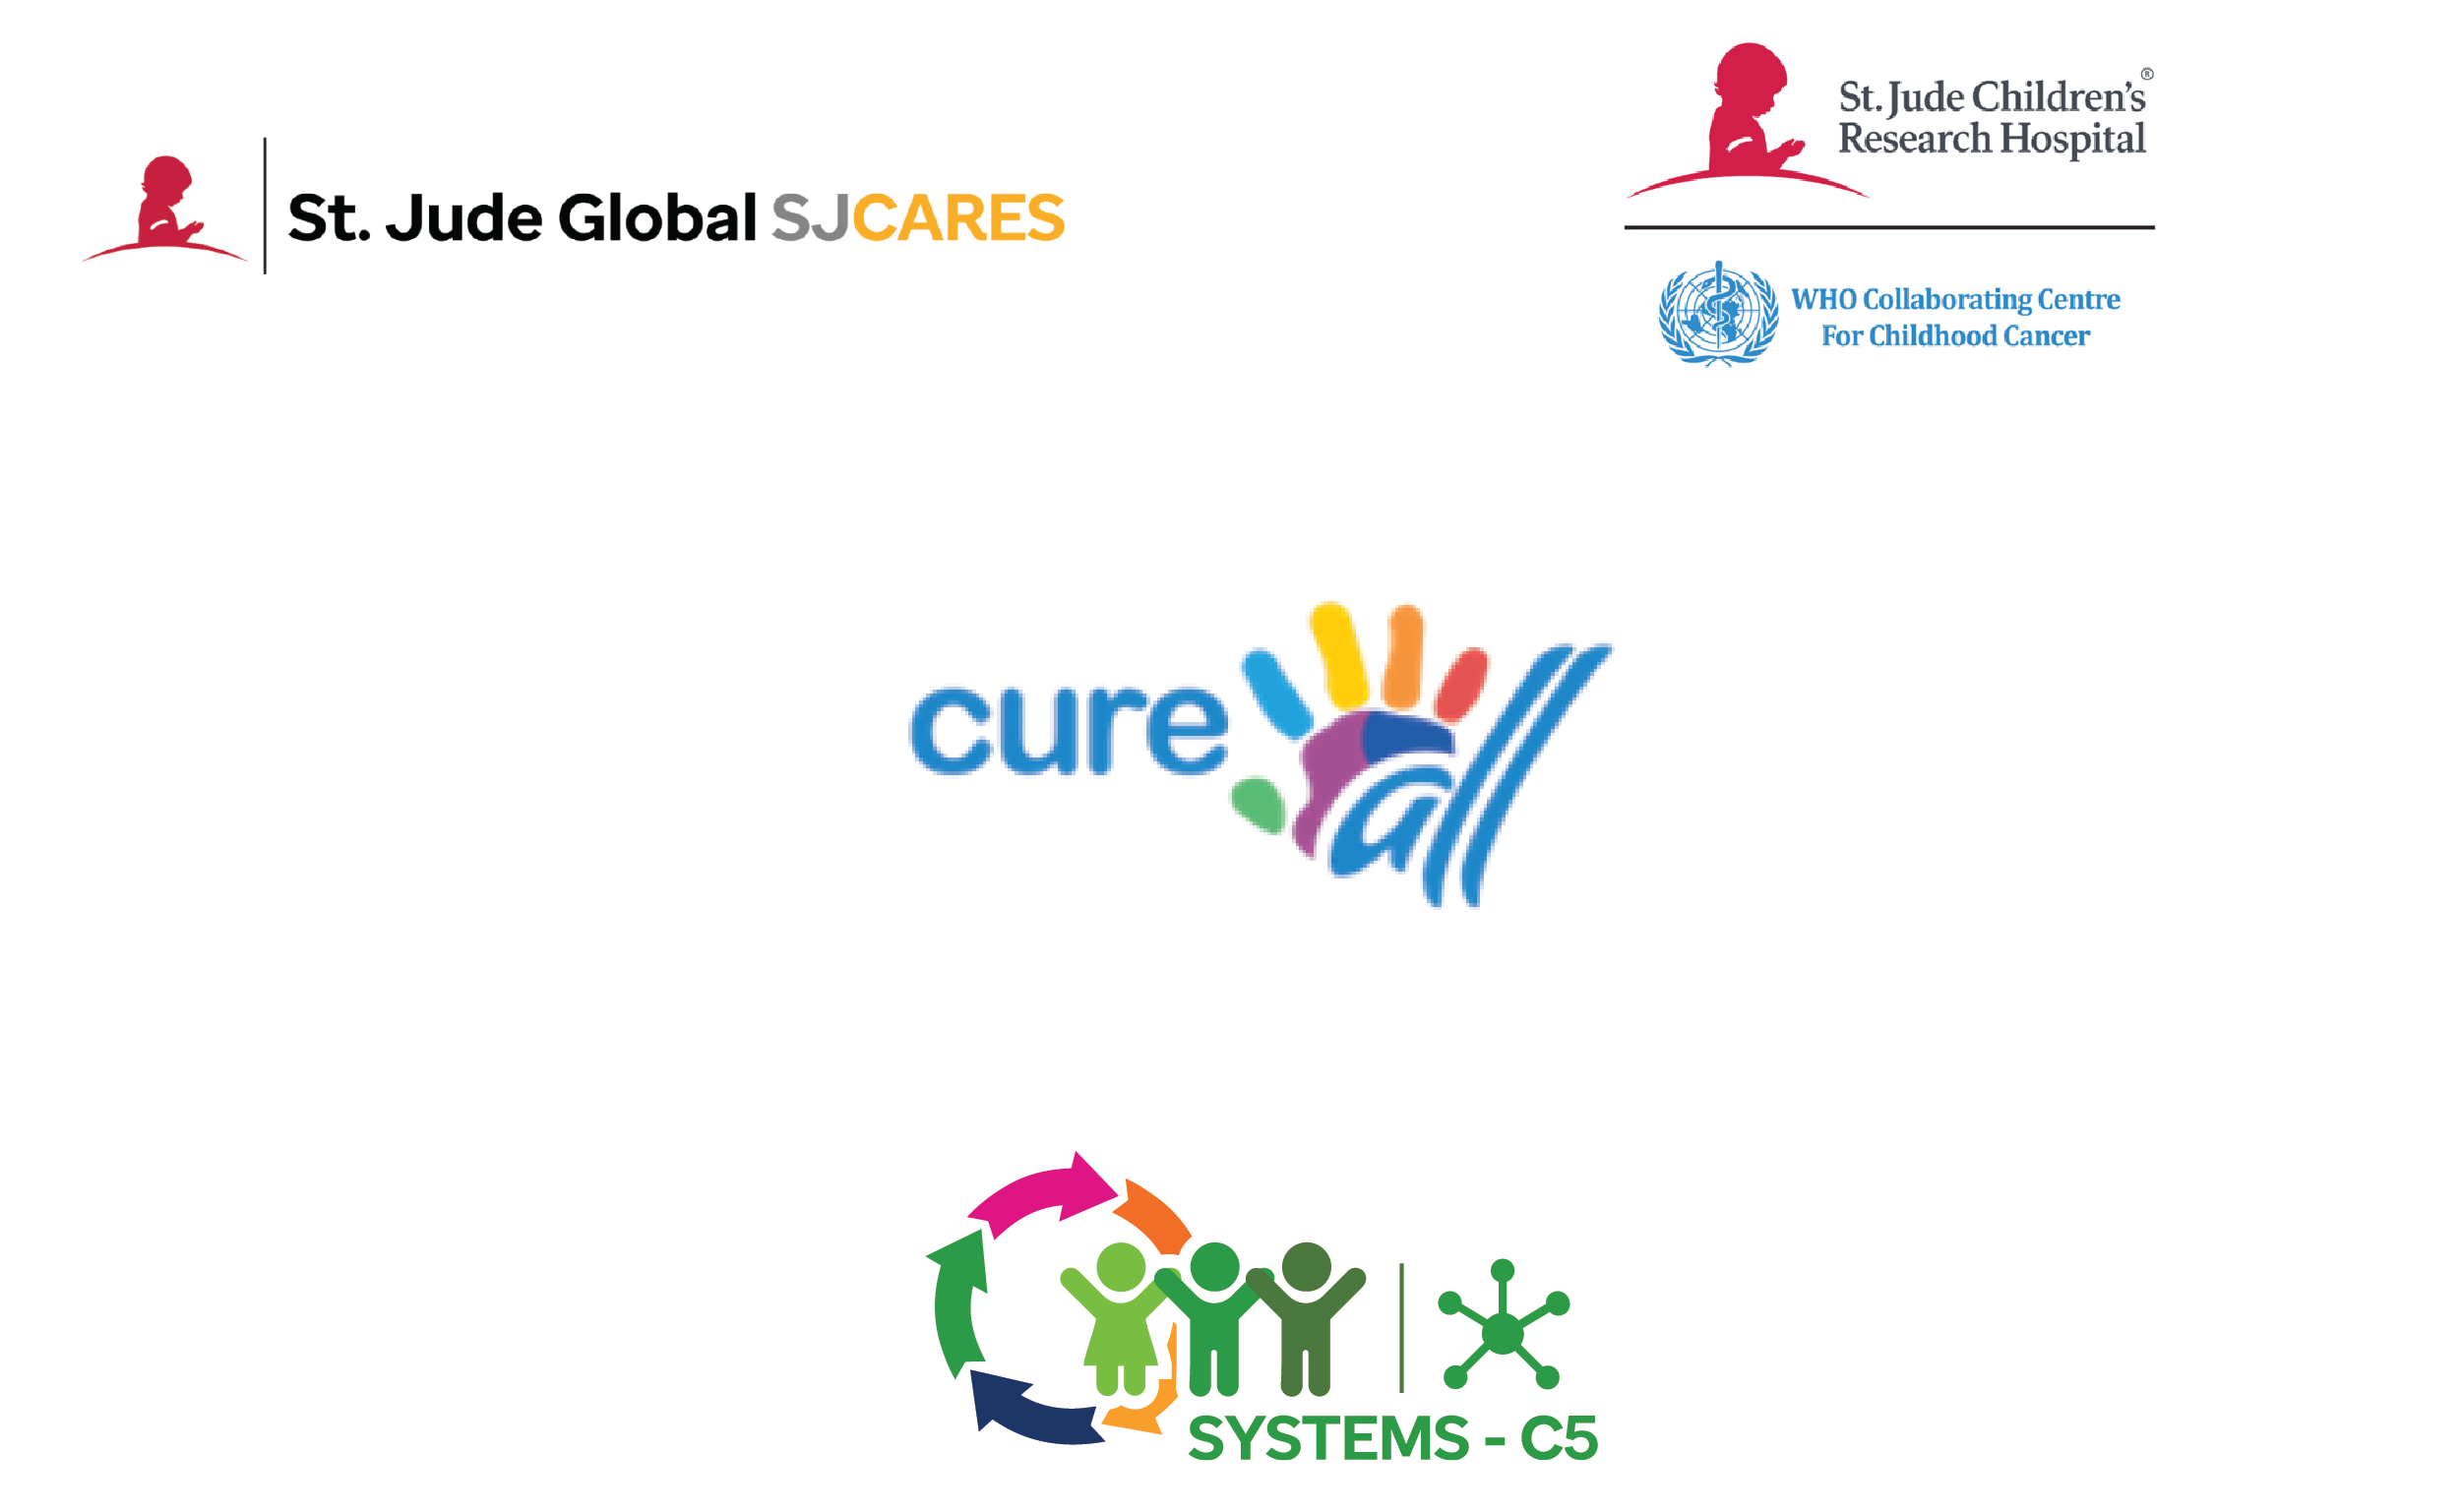 St. Jude Global SJCARES
St. Jude Children's®
Research Hospital
WHO Collaborating Centre
For Childhood Cancer
cure all
SYSTEMS - C5